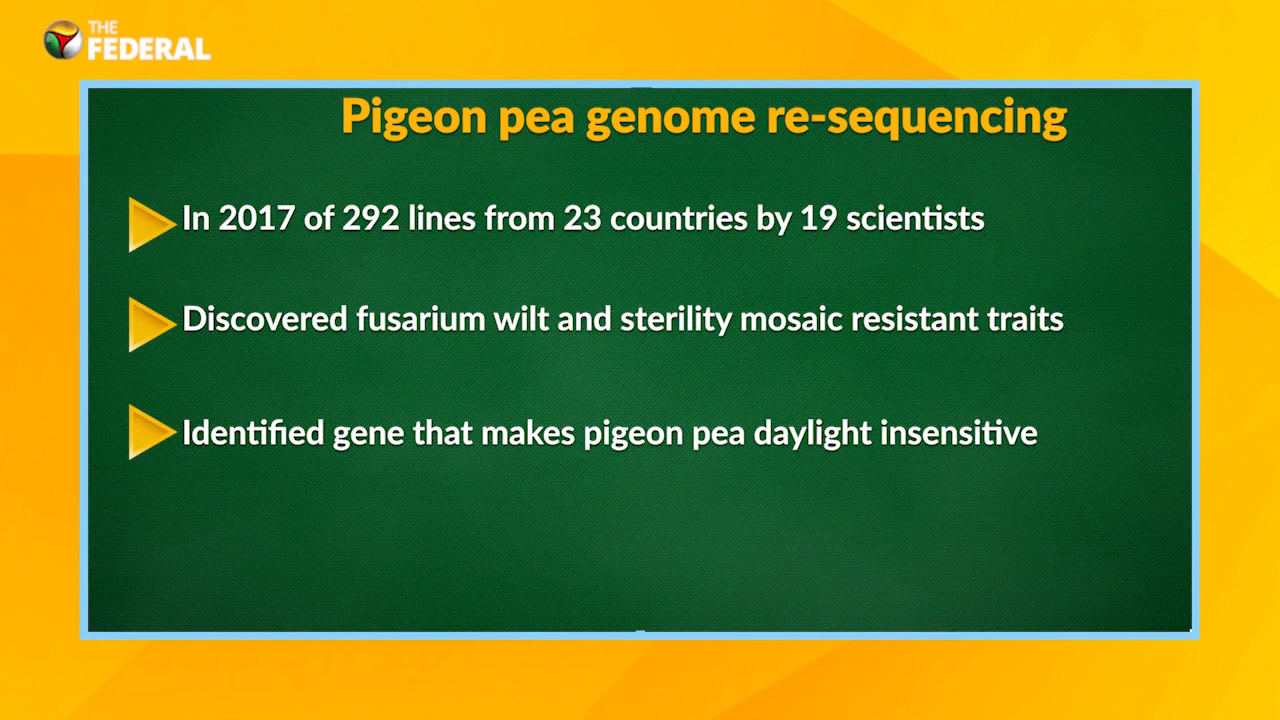 THE
FEDERAL
Pigeon pea genome re-sequencing
In 2017 of 292 lines from 23 countries by 19 scientists
Discovered fusarium wilt and sterility mosaic resistant traits
Identified gene that makes pigeon pea daylight insensitive